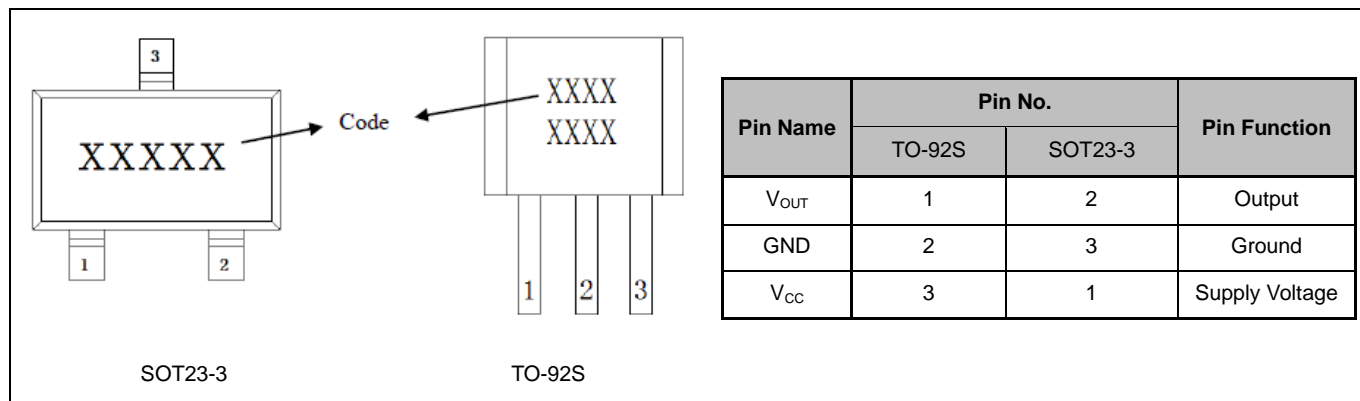 3
XXXXX
1
2
SOT23-3
Code
XXXX
XXXX
1 2 3
TO-92S
Pin Name Pin No. Pin Function
TO-92S SOT23-3
VOUT 1 2 Output
GND 2 3 Ground
VCC 3 1 Supply Voltage